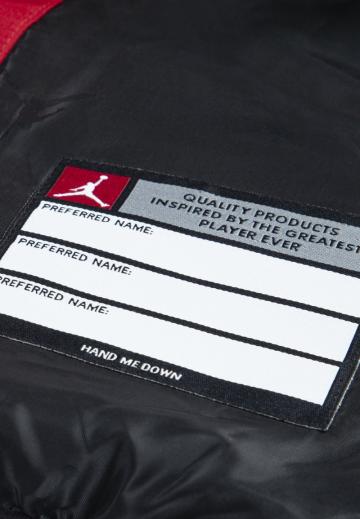 QUALITY PRODUCTS
INSPIRED BY THE GREATEST
PLAYER EVER
PREFERRED NAME:
PREFERRED NAME:
PREFERRED NAME:
HAND ME DOWN